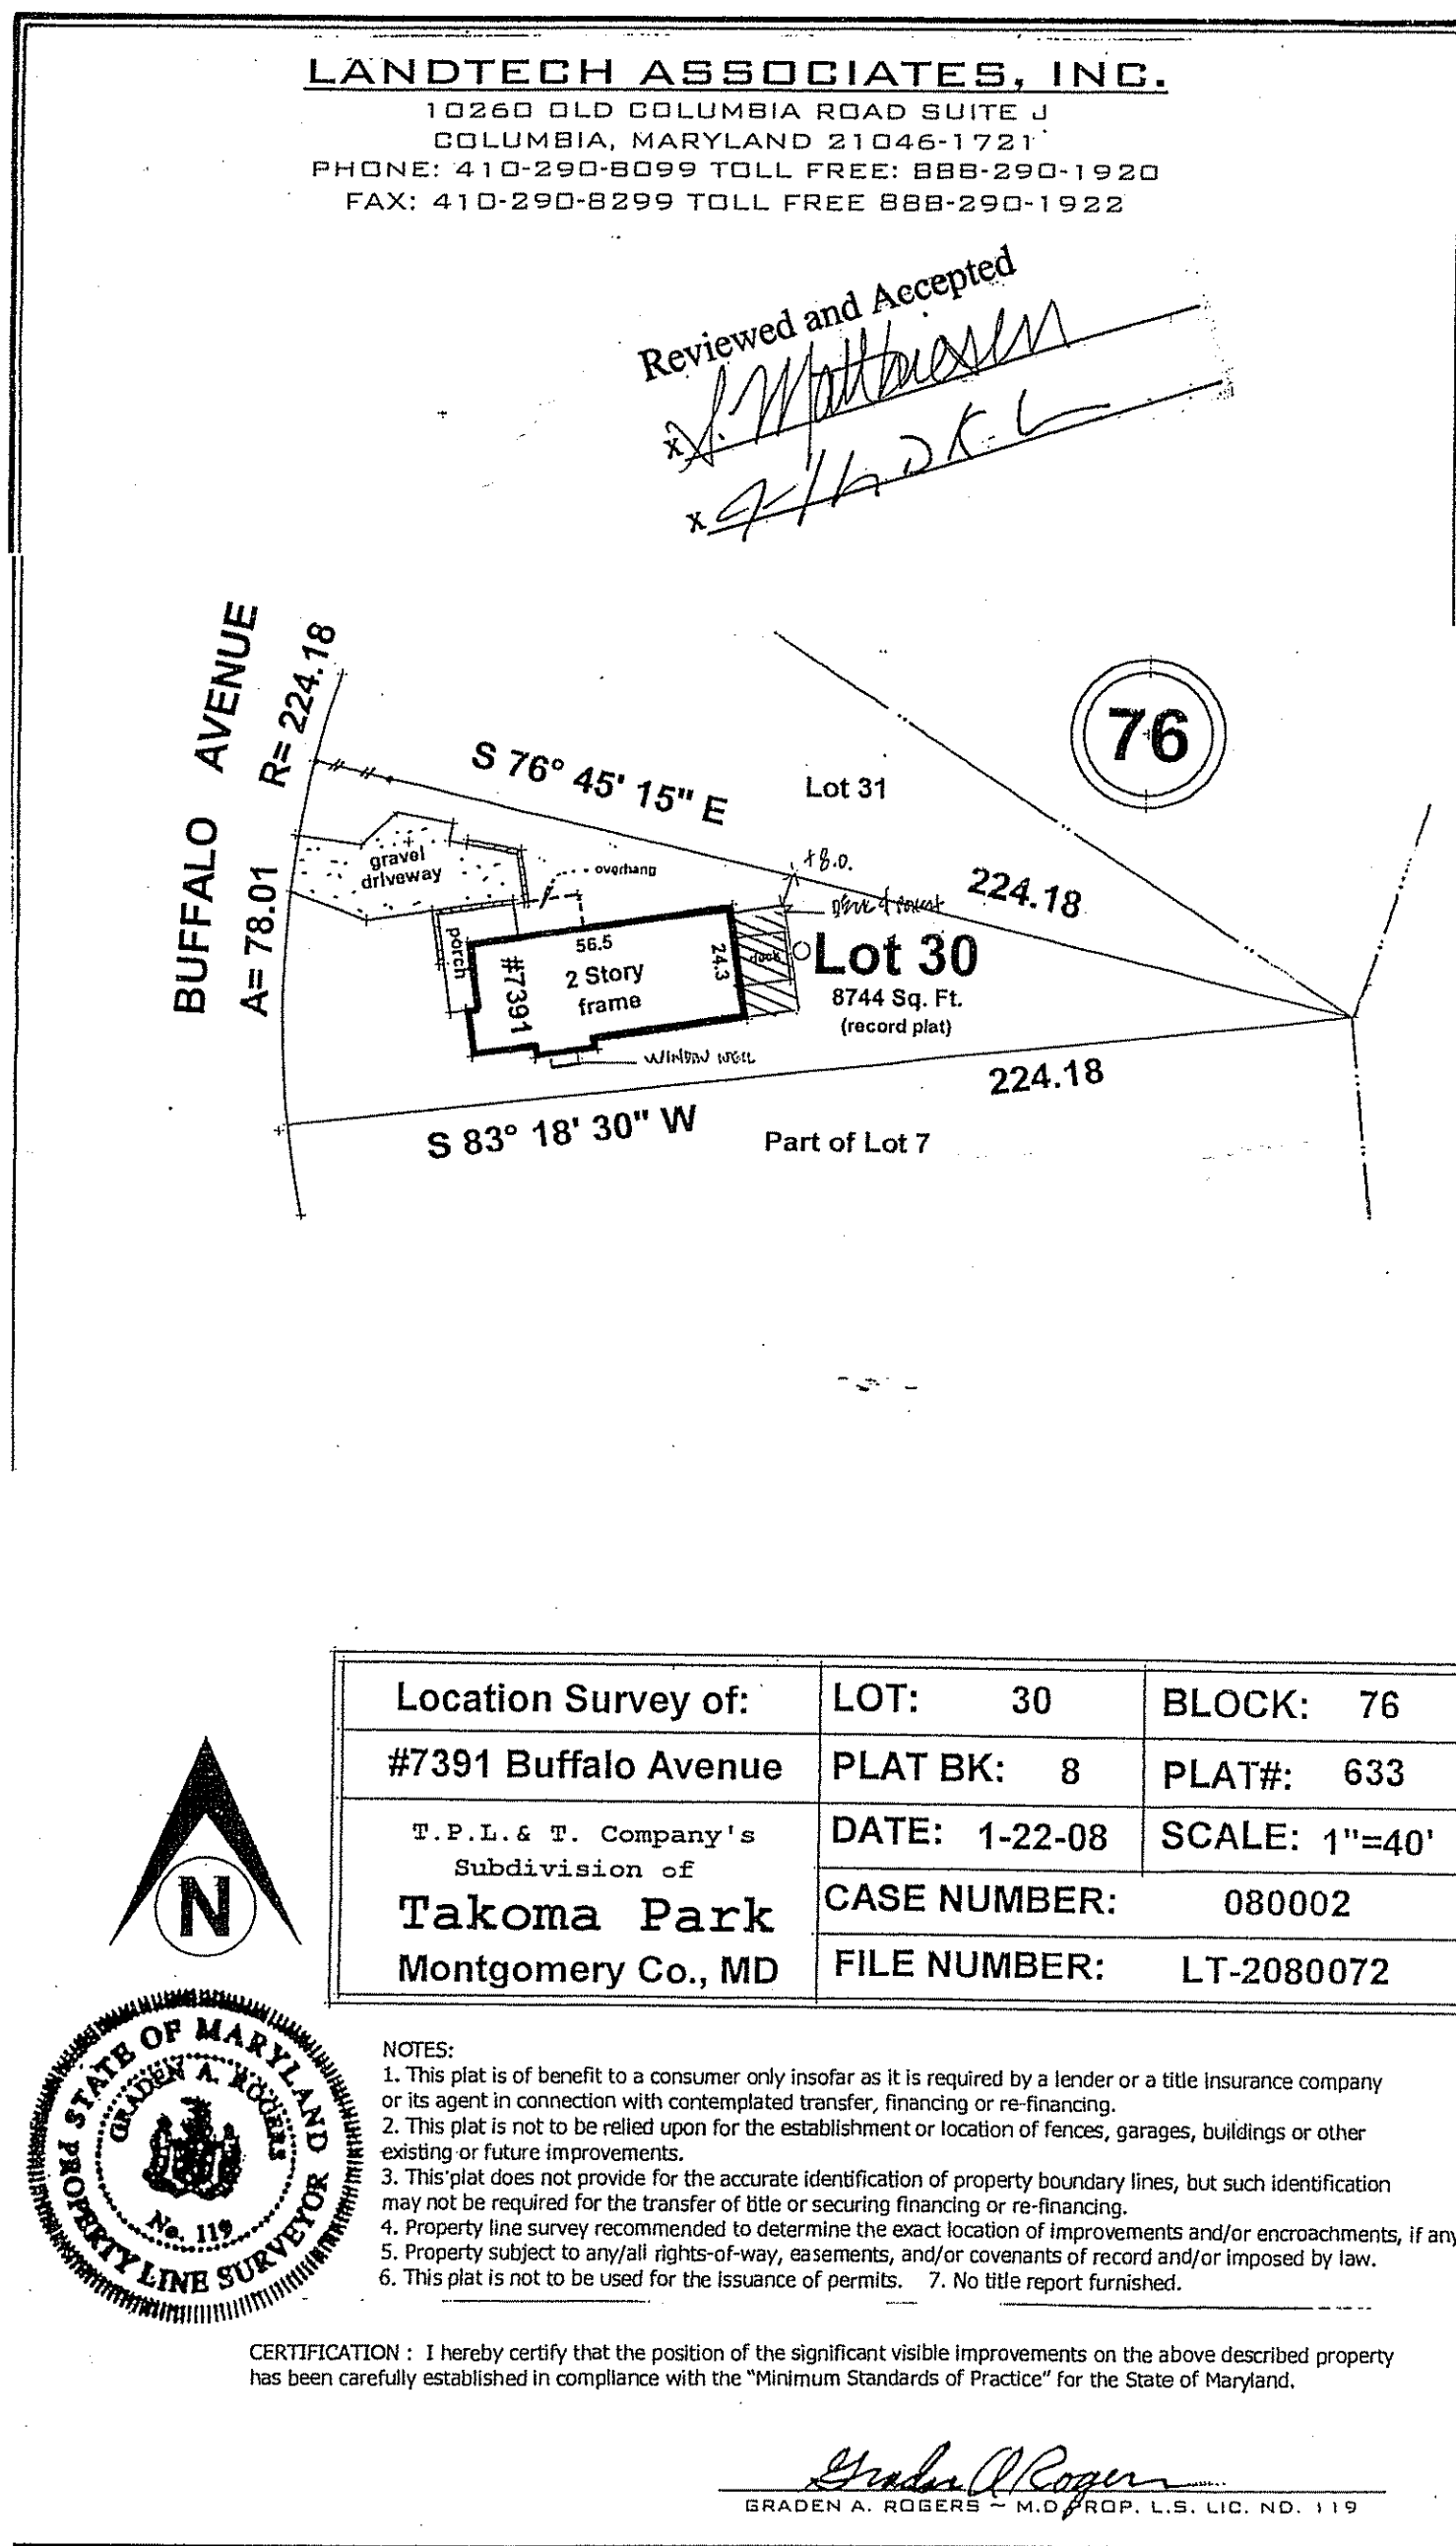 LANDTECH ASSOCIATES, INC.
10260 OLD COLUMBIA ROAD SUITE J
COLUMBIA, MARYLAND 21046-1721
PHONE: 410-290-8099 TOLL FREE: 888-290-1920
FAX: 410-290-8299 TOLL FREE 888-290-1922
Reviewed and Accepted
x S. Matthiesen
x
BUFFALO AVENUE
R= 224.18
A= 78.01
S 76° 45' 15" E
Lot 31
76
gravel
driveway
overhang
+8.0.
224.18
porch
#7391
56.5
2 Story
frame
24.3
deck
Lot 30
8744 Sq. Ft.
(record plat)
WINDOW WELL
224.18
S 83° 18' 30" W
Part of Lot 7
N
Location Survey of:
LOT: 30
BLOCK: 76
#7391 Buffalo Avenue
PLAT BK: 8
PLAT#: 633
T.P.L.& T. Company's
Subdivision of
Takoma Park
Montgomery Co., MD
DATE: 1-22-08
SCALE: 1"=40'
CASE NUMBER: 080002
FILE NUMBER: LT-2080072
STATE OF MARYLAND
GRADEN A. ROGERS
No. 119
PROPERTY LINE SURVEYOR
NOTES:
1. This plat is of benefit to a consumer only insofar as it is required by a lender or a title insurance company
or its agent in connection with contemplated transfer, financing or re-financing.
2. This plat is not to be relied upon for the establishment or location of fences, garages, buildings or other
existing or future improvements.
3. This plat does not provide for the accurate identification of property boundary lines, but such identification
may not be required for the transfer of title or securing financing or re-financing.
4. Property line survey recommended to determine the exact location of improvements and/or encroachments, if any
5. Property subject to any/all rights-of-way, easements, and/or covenants of record and/or imposed by law.
6. This plat is not to be used for the issuance of permits. 7. No title report furnished.
CERTIFICATION : I hereby certify that the position of the significant visible improvements on the above described property
has been carefully established in compliance with the "Minimum Standards of Practice" for the State of Maryland.
Graden A Rogers
GRADEN A. ROGERS ~ M.D. PROP. L.S. LIC. NO. 119